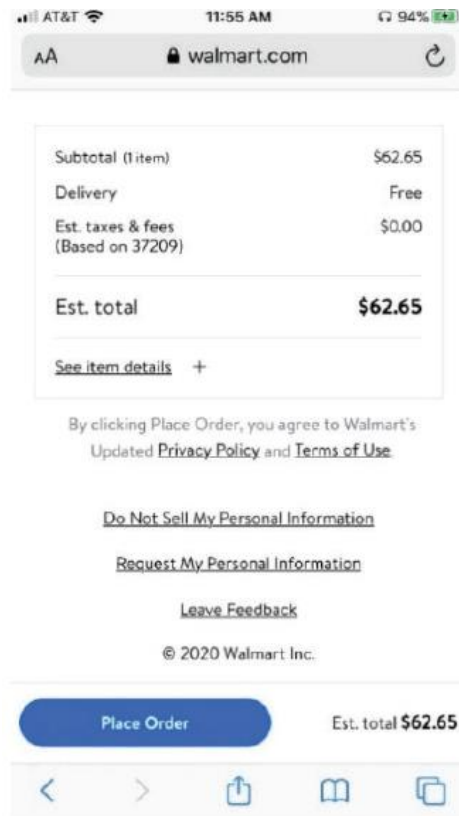 AT&T 11:55 AM 94%
AA walmart.com
Subtotal (1 item) $62.65
Delivery Free
Est. taxes & fees $0.00
(Based on 37209)
Est. total $62.65
See item details +
By clicking Place Order, you agree to Walmart's
Updated Privacy Policy and Terms of Use
Do Not Sell My Personal Information
Request My Personal Information
Leave Feedback
© 2020 Walmart Inc.
Place Order Est. total $62.65